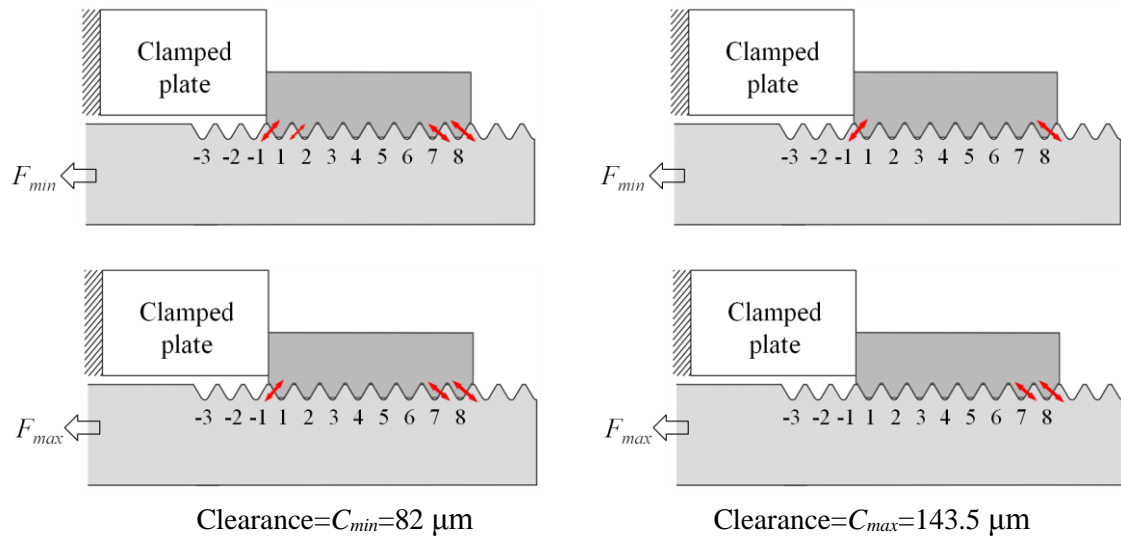 Clamped
plate
-3 -2 -1 1 2 3 4 5 6 7 8
Fmin
Clamped
plate
-3 -2 -1 1 2 3 4 5 6 7 8
Fmin
Clamped
plate
-3 -2 -1 1 2 3 4 5 6 7 8
Fmax
Clamped
plate
-3 -2 -1 1 2 3 4 5 6 7 8
Fmax
Clearance=Cmin=82 μm
Clearance=Cmax=143.5 μm